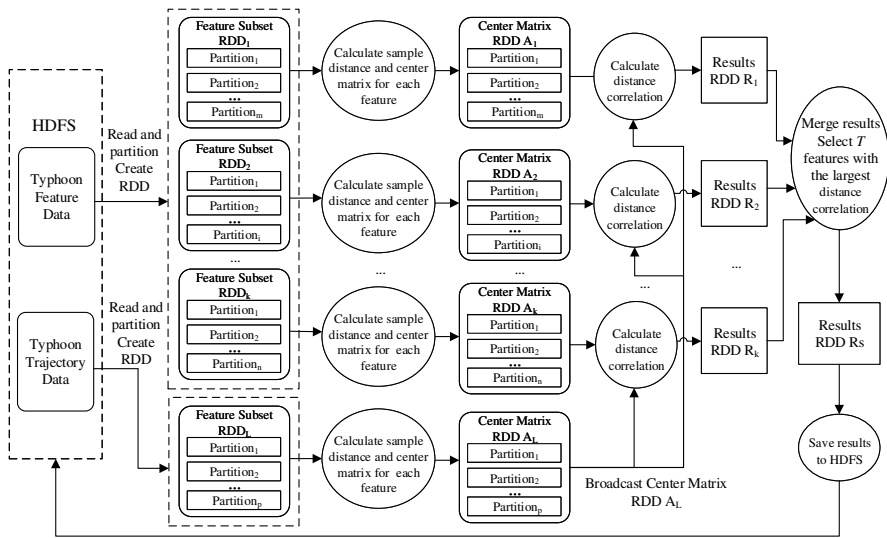 HDFS
Typhoon
Feature
Data
Typhoon
Trajectory
Data
Read and
partition
Create
RDD
Read and
partition
Create
RDD
Feature Subset
RDD1
Partition1
Partition2
...
Partitionm
Feature Subset
RDD2
Partition1
Partition2
...
Partitioni
...
Feature Subset
RDDk
Partition1
Partition2
...
Partitionn
Feature Subset
RDDL
Partition1
Partition2
...
Partitionp
Calculate sample
distance and center
matrix for each
feature
Calculate sample
distance and center
matrix for each
feature
...
Calculate sample
distance and center
matrix for each
feature
Calculate sample
distance and center
matrix for each
feature
Center Matrix
RDD A1
Partition1
Partition2
...
Partitionm
Center Matrix
RDD A2
Partition1
Partition2
...
Partitioni
...
Center Matrix
RDD Ak
Partition1
Partition2
...
Partitionn
Center Matrix
RDD AL
Partition1
Partition2
...
Partitionp
Calculate
distance
correlation
Calculate
distance
correlation
...
Calculate
distance
correlation
Broadcast Center Matrix
RDD AL
Results
RDD R1
Results
RDD R2
...
Results
RDD Rk
Merge results
Select T
features with
the largest
distance
correlation
Results
RDD Rs
Save results
to HDFS